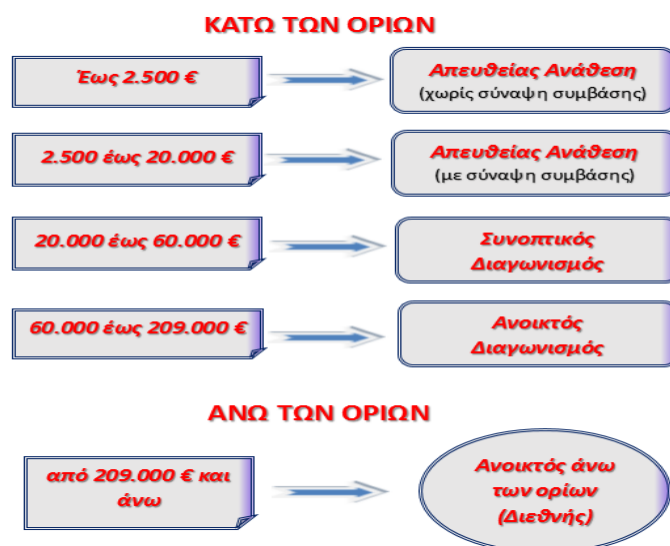 ΚΑΤΩ ΤΩΝ ΟΡΙΩΝ
Έως 2.500 €
Απευθείας Ανάθεση
(χωρίς σύναψη συμβάσης)
2.500 έως 20.000 €
Απευθείας Ανάθεση
(με σύναψη συμβάσης)
20.000 έως 60.000 €
Συνοπτικός
Διαγωνισμός
60.000 έως 209.000 €
Ανοικτός
Διαγωνισμός
ΑΝΩ ΤΩΝ ΟΡΙΩΝ
από 209.000 € και
άνω
Ανοικτός άνω
των ορίων
(Διεθνής)